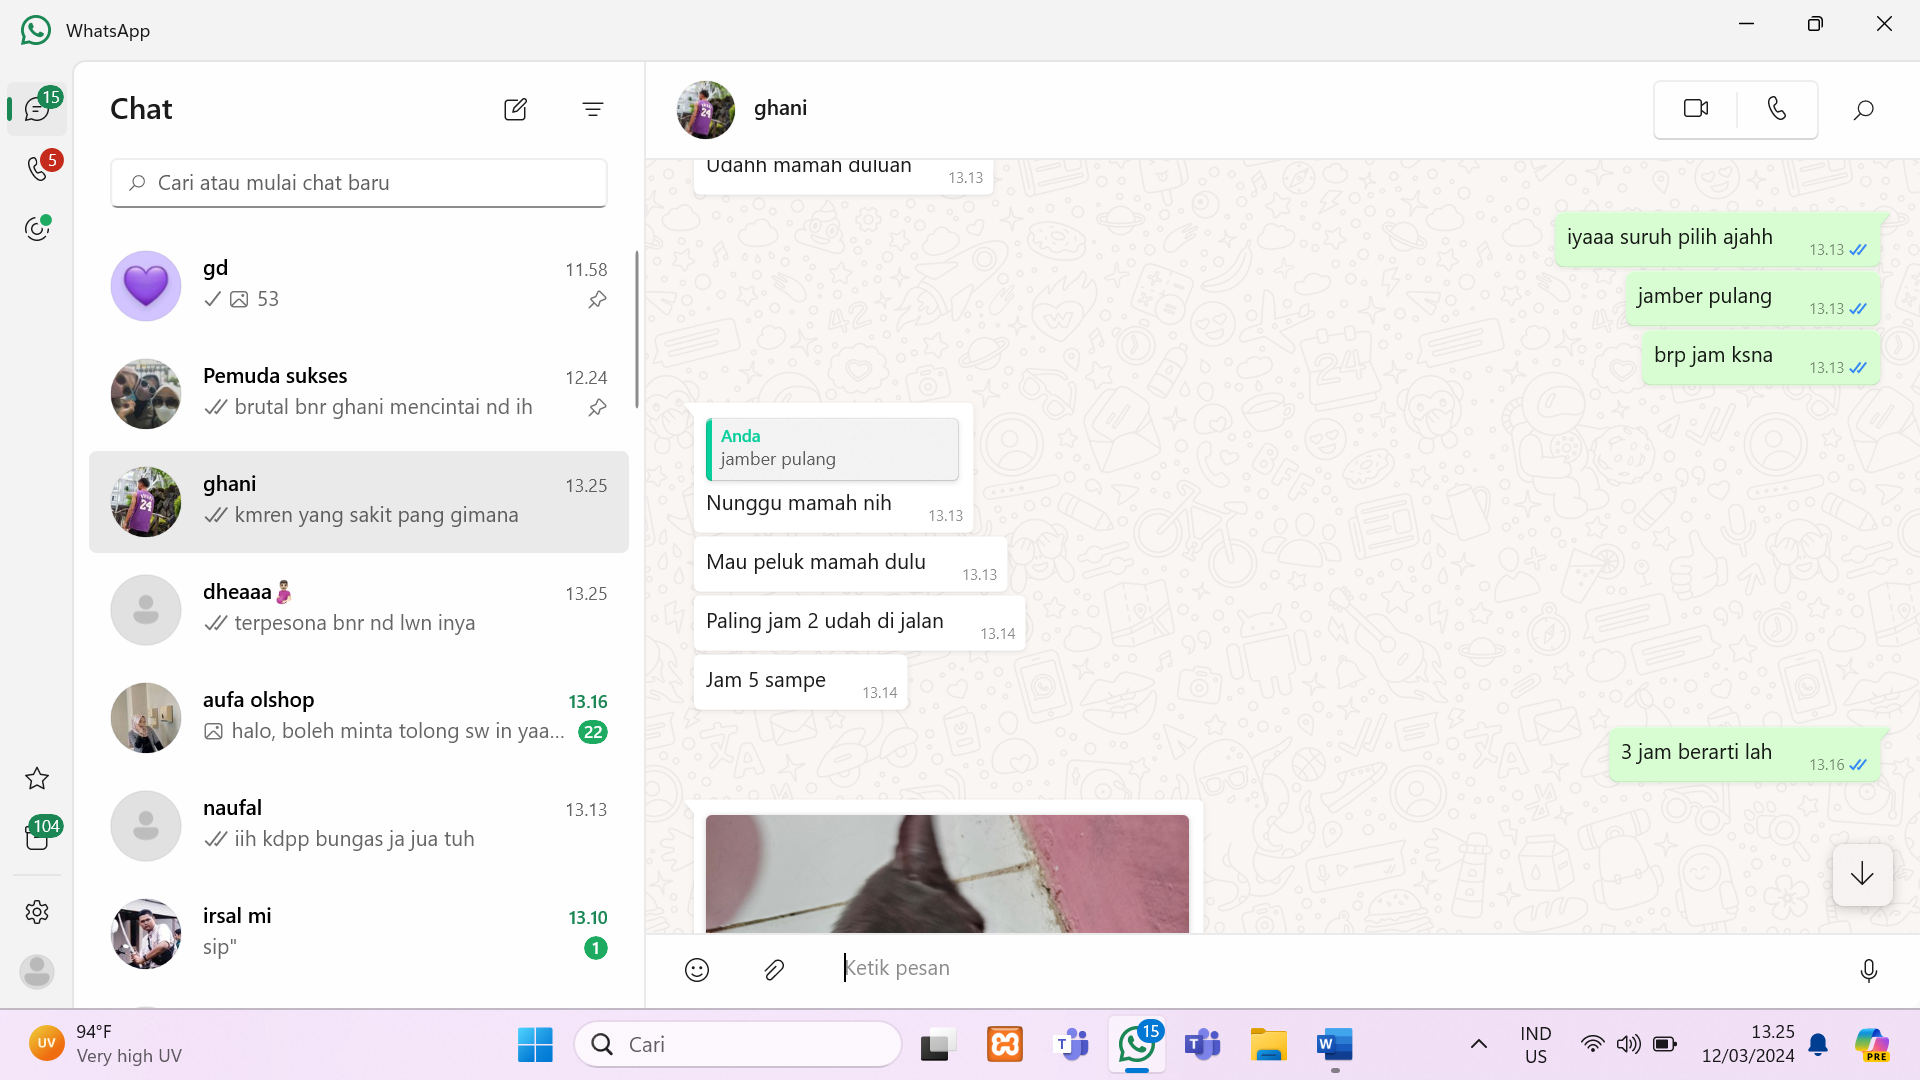 WhatsApp
15
5
104
Chat
Cari atau mulai chat baru
gd
11.58
53
Pemuda sukses
12.24
brutal bnr ghani mencintai nd ih
ghani
13.25
kmren yang sakit pang gimana
dheaaa
13.25
terpesona bnr nd lwn inya
aufa olshop
13.16
halo, boleh minta tolong sw in yaa...
22
naufal
13.13
iih kdpp bungas ja jua tuh
irsal mi
13.10
sip"
1
ghani
Udahh mamah duluan
13.13
iyaaa suruh pilih ajahh
13.13
jamber pulang
13.13
brp jam ksna
13.13
Anda
jamber pulang
Nunggu mamah nih
13.13
Mau peluk mamah dulu
13.13
Paling jam 2 udah di jalan
13.14
Jam 5 sampe
13.14
3 jam berarti lah
13.16
Ketik pesan
UV
94°F
Very high UV
Cari
T
15
T
W
IND
US
13.25
12/03/2024
PRE